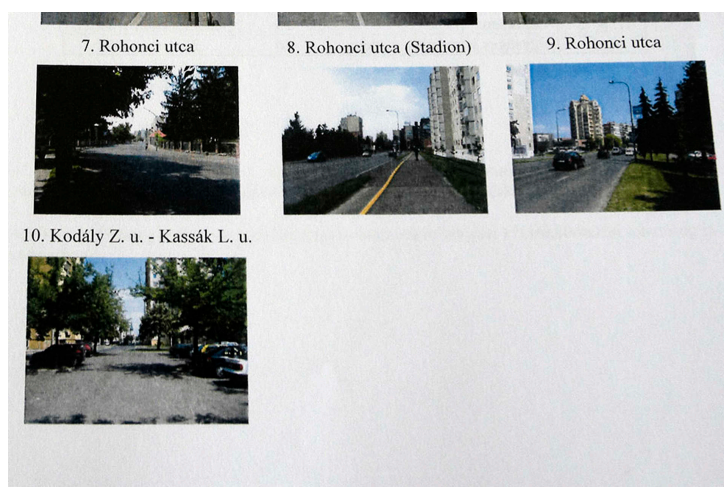 7. Rohonci utca
8. Rohonci utca (Stadion)
9. Rohonci utca
10. Kodály Z. u. - Kassák L. u.